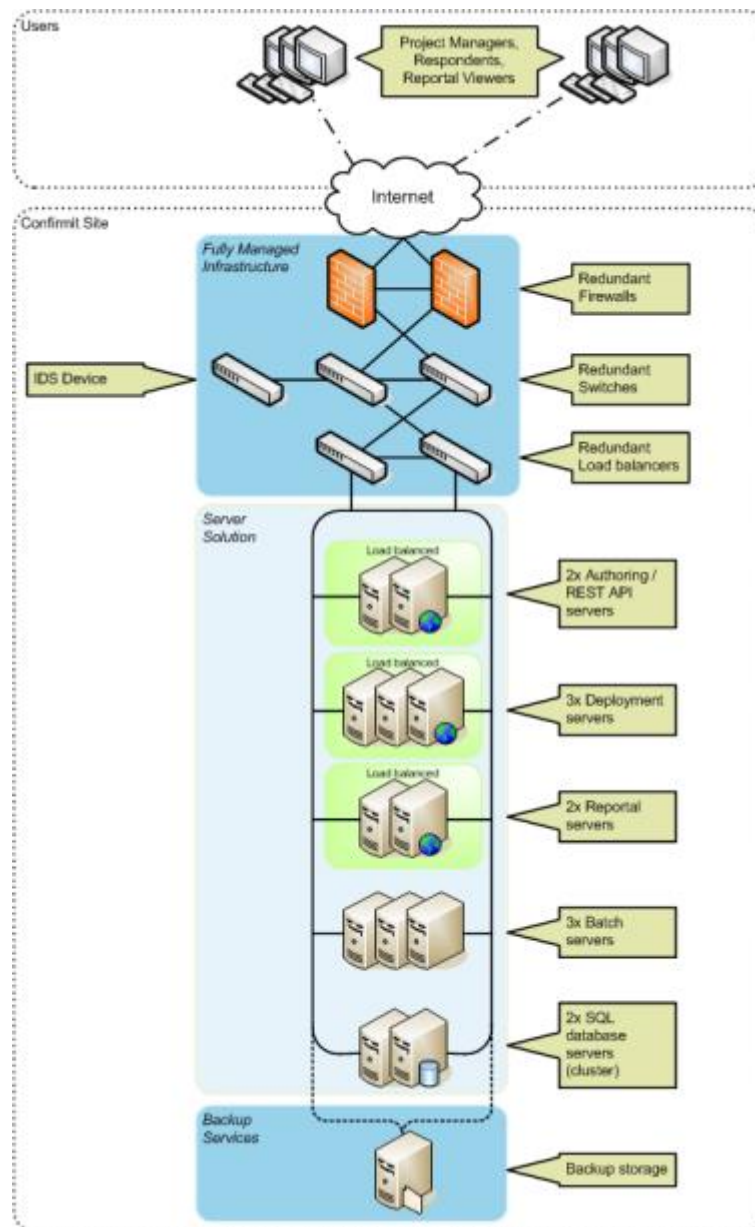 Users
Project Managers,
Respondents,
Reportal Viewers
Internet
Confirmit Site
Fully Managed
Infrastructure
Redundant
Firewalls
IDS Device
Redundant
Switches
Redundant
Load balancers
Server
Solution
Load balanced
2x Authoring /
REST API
servers
Load balanced
3x Deployment
servers
Load balanced
2x Reportal
servers
3x Batch
servers
2x SQL
database
servers
(cluster)
Backup
Services
Backup storage